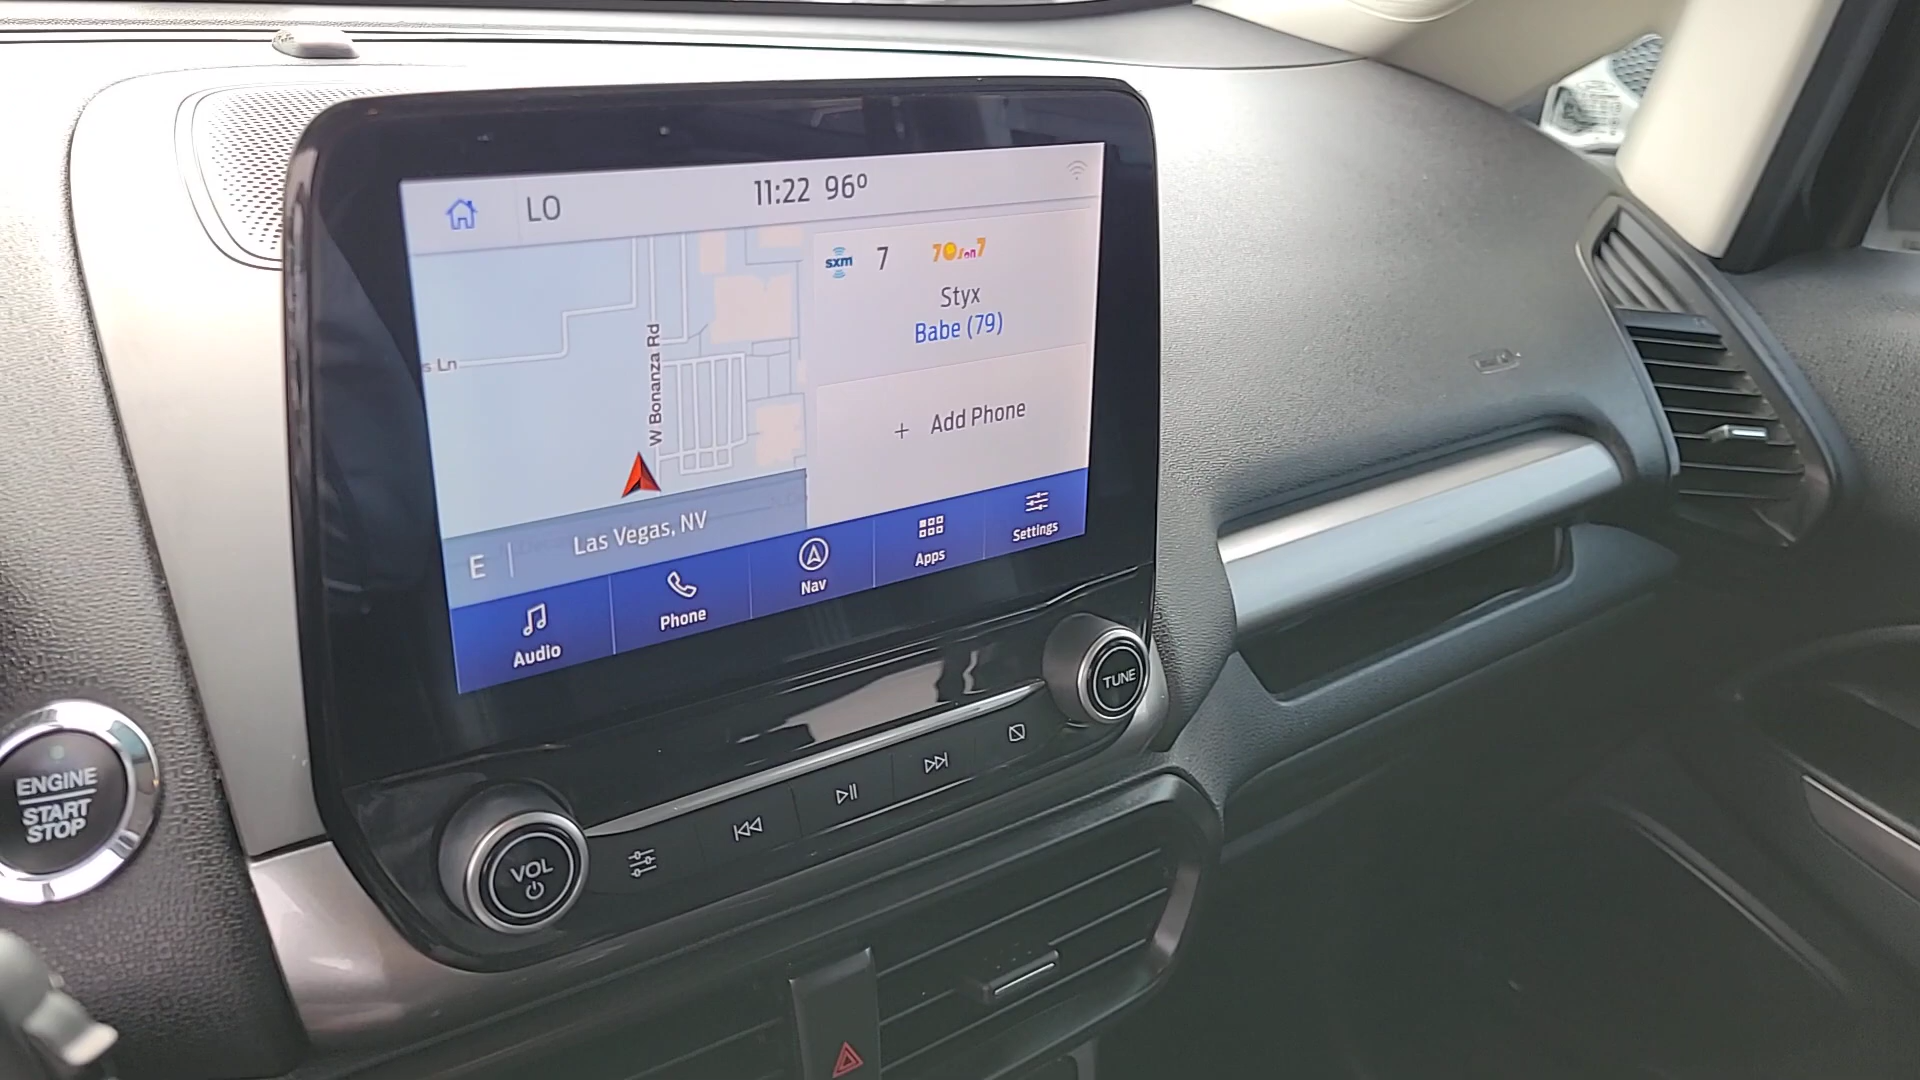 LO
11:22 96°
sxm 7 70s on 7
Styx
Babe (79)
s Ln
W Bonanza Rd
+ Add Phone
E
Las Vegas, NV
Audio
Phone
Nav
Apps
Settings
TUNE
VOL
ENGINE
START
STOP